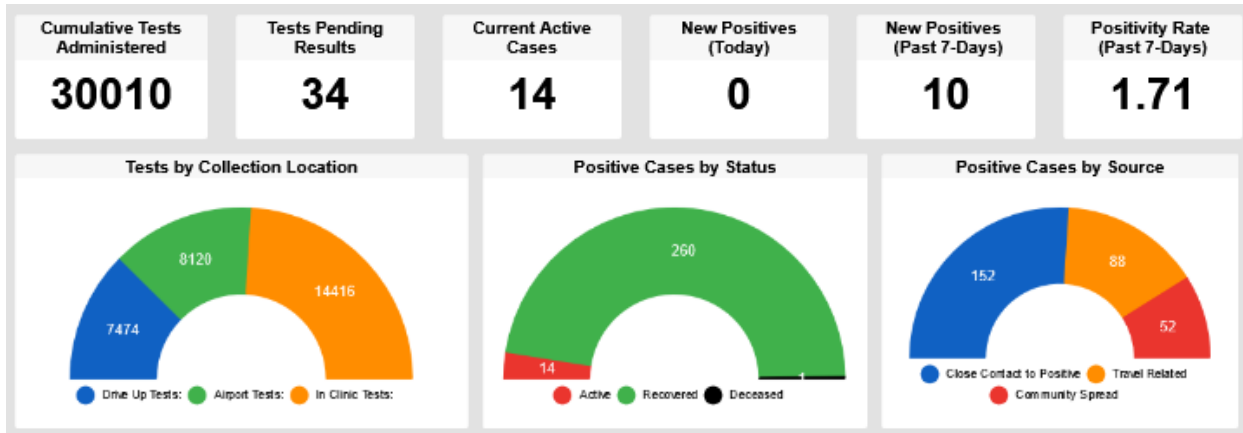 Cumulative Tests
Administered
30010
Tests Pending
Results
34
Current Active
Cases
14
New Positives
(Today)
0
New Positives
(Past 7-Days)
10
Positivity Rate
(Past 7-Days)
1.71
Tests by Collection Location
7474
8120
14416
Drive Up Tests:
Airport Tests:
In Clinic Tests:
Positive Cases by Status
14
260
1
Active
Recovered
Deceased
Positive Cases by Source
152
88
52
Close Contact to Positive
Travel Related
Community Spread